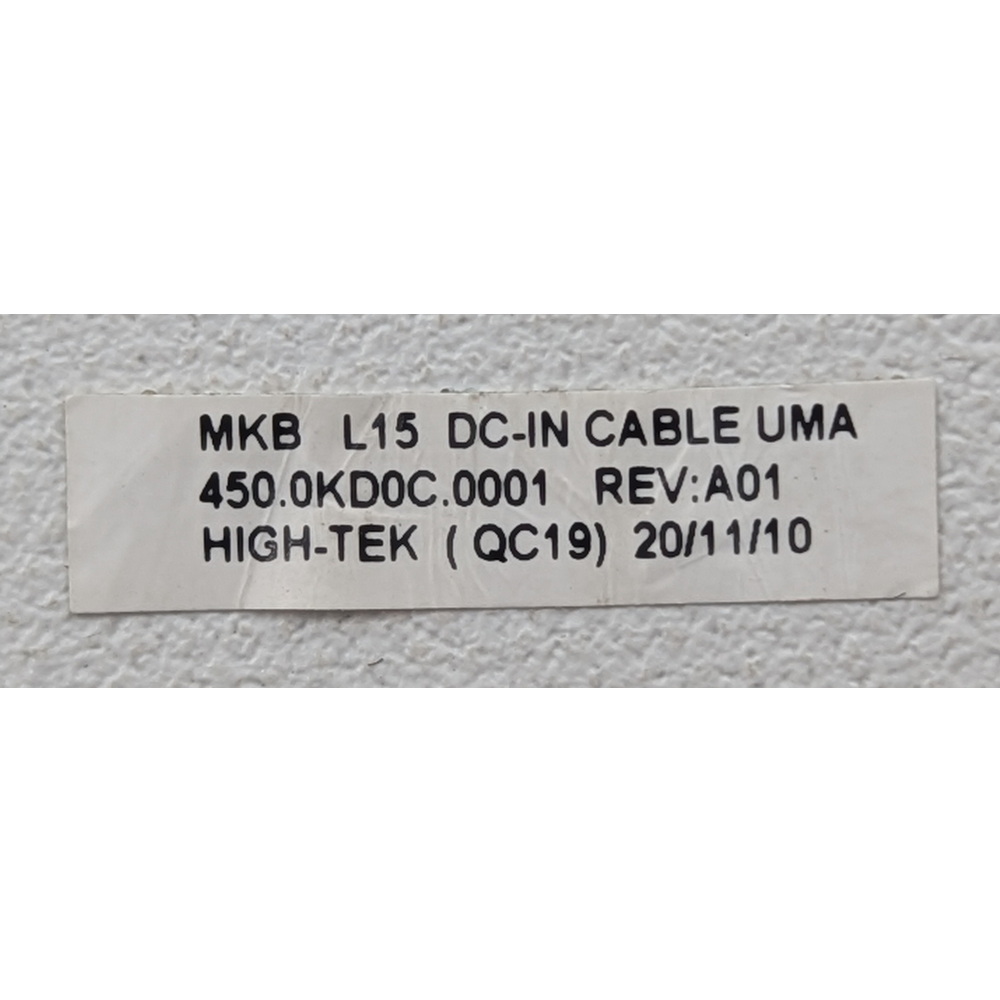 MKB L15 DC-IN CABLE UMA
450.0KD0C.0001 REV:A01
HIGH-TEK ( QC19) 20/11/10